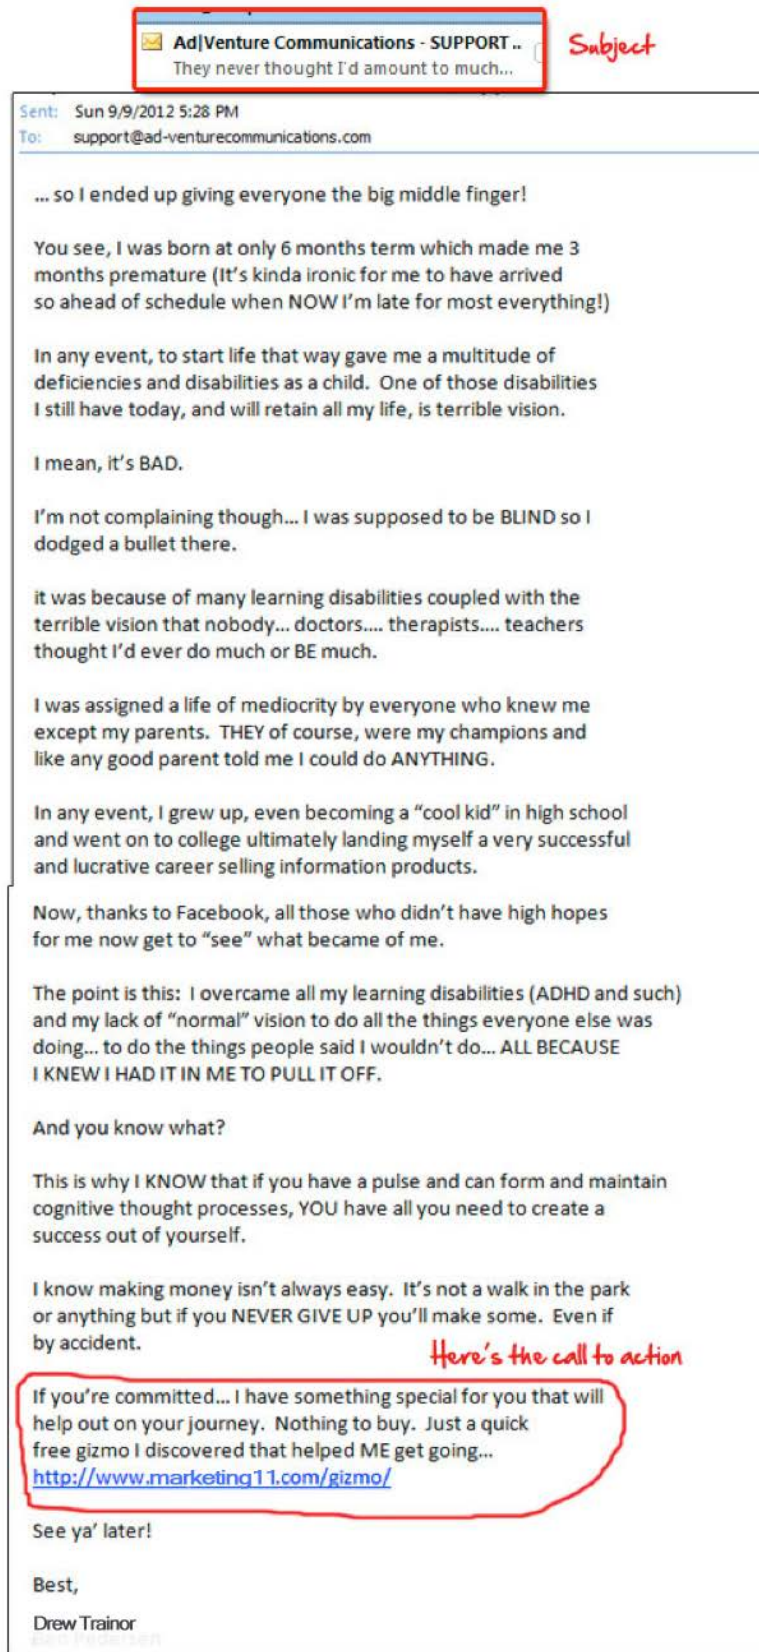 Ad|Venture Communications - SUPPORT ..
Subject
They never thought I'd amount to much...
Sent: Sun 9/9/2012 5:28 PM
To: support@ad-venturecommunications.com
... so I ended up giving everyone the big middle finger!
You see, I was born at only 6 months term which made me 3
months premature (It's kinda ironic for me to have arrived
so ahead of schedule when NOW I'm late for most everything!)
In any event, to start life that way gave me a multitude of
deficiencies and disabilities as a child.  One of those disabilities
I still have today, and will retain all my life, is terrible vision.
I mean, it's BAD.
I'm not complaining though... I was supposed to be BLIND so I
dodged a bullet there.
it was because of many learning disabilities coupled with the
terrible vision that nobody... doctors.... therapists.... teachers
thought I'd ever do much or BE much.
I was assigned a life of mediocrity by everyone who knew me
except my parents.  THEY of course, were my champions and
like any good parent told me I could do ANYTHING.
In any event, I grew up, even becoming a "cool kid" in high school
and went on to college ultimately landing myself a very successful
and lucrative career selling information products.
Now, thanks to Facebook, all those who didn't have high hopes
for me now get to "see" what became of me.
The point is this:  I overcame all my learning disabilities (ADHD and such)
and my lack of "normal" vision to do all the things everyone else was
doing... to do the things people said I wouldn't do... ALL BECAUSE
I KNEW I HAD IT IN ME TO PULL IT OFF.
And you know what?
This is why I KNOW that if you have a pulse and can form and maintain
cognitive thought processes, YOU have all you need to create a
success out of yourself.
I know making money isn't always easy.  It's not a walk in the park
or anything but if you NEVER GIVE UP you'll make some.  Even if
by accident.
Here's the call to action
If you're committed... I have something special for you that will
help out on your journey.  Nothing to buy.  Just a quick
free gizmo I discovered that helped ME get going...
http://www.marketing11.com/gizmo/
See ya' later!
Best,
Drew Trainor